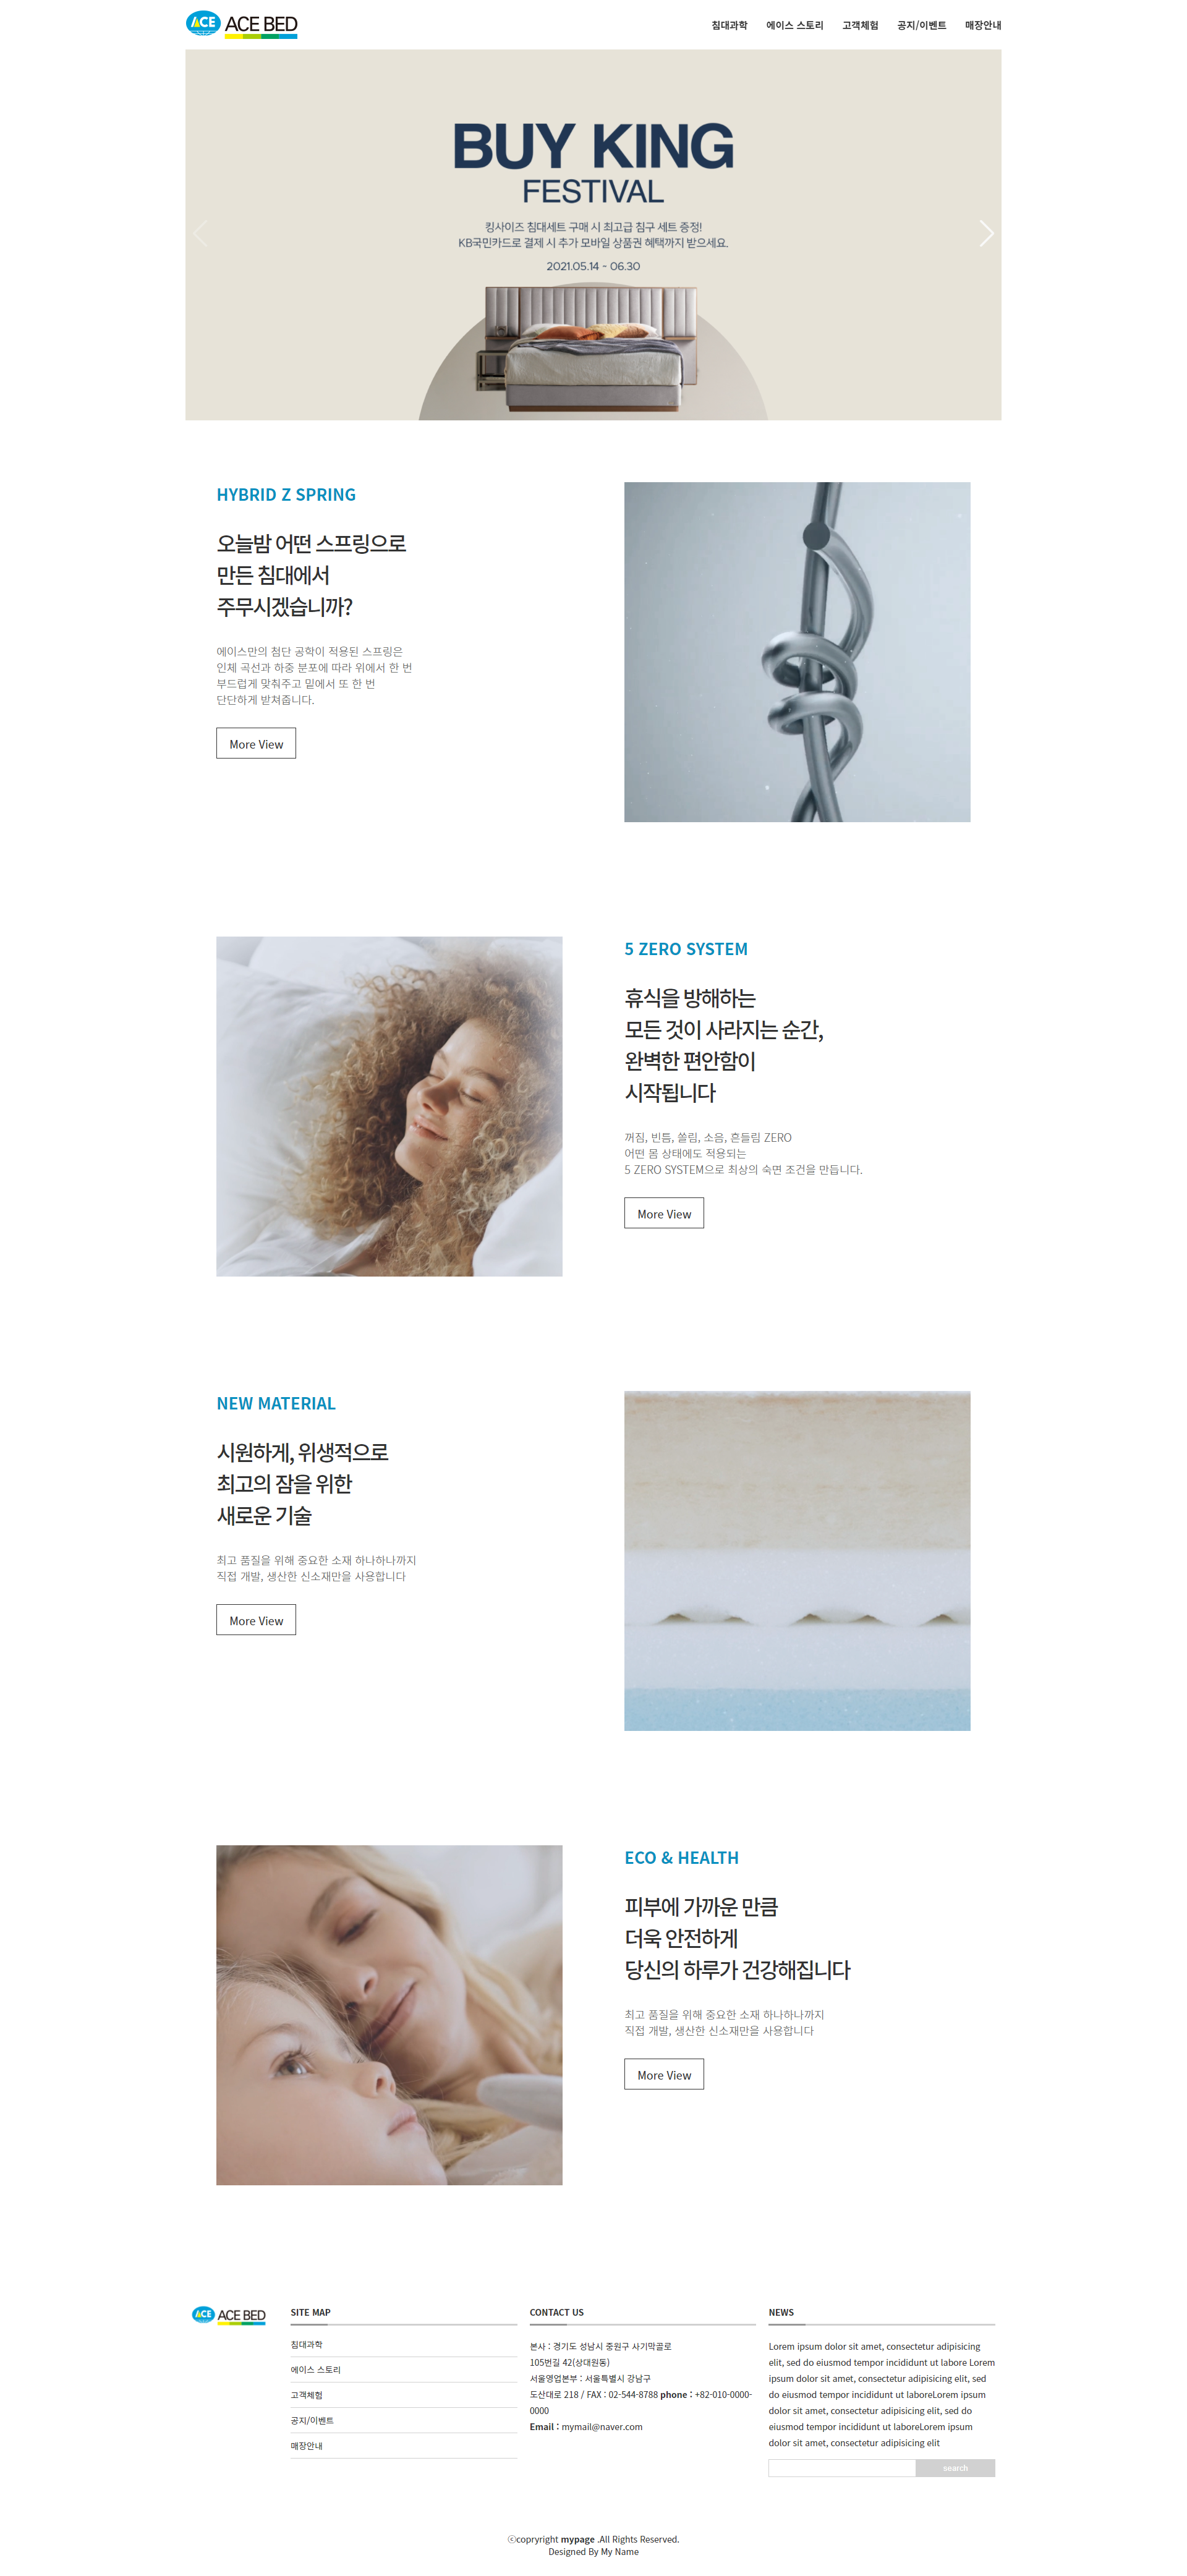 ACE ACE BED
침대과학 에이스 스토리 고객체험 공지/이벤트 매장안내
BUY KING
FESTIVAL
킹사이즈 침대세트 구매 시 최고급 침구 세트 증정!
KB국민카드로 결제 시 추가 모바일 상품권 혜택까지 받으세요.
2021.05.14 - 06.30
HYBRID Z SPRING
오늘밤 어떤 스프링으로
만든 침대에서
주무시겠습니까?
에이스만의 첨단 공학이 적용된 스프링은
인체 곡선과 하중 분포에 따라 위에서 한 번
부드럽게 맞춰주고 밑에서 또 한 번
단단하게 받쳐줍니다.
More View
5 ZERO SYSTEM
휴식을 방해하는
모든 것이 사라지는 순간,
완벽한 편안함이
시작됩니다
꺼짐, 빈틈, 쏠림, 소음, 흔들림 ZERO
어떤 몸 상태에도 적용되는
5 ZERO SYSTEM으로 최상의 숙면 조건을 만듭니다.
More View
NEW MATERIAL
시원하게, 위생적으로
최고의 잠을 위한
새로운 기술
최고 품질을 위해 중요한 소재 하나하나까지
직접 개발, 생산한 신소재만을 사용합니다
More View
ECO & HEALTH
피부에 가까운 만큼
더욱 안전하게
당신의 하루가 건강해집니다
최고 품질을 위해 중요한 소재 하나하나까지
직접 개발, 생산한 신소재만을 사용합니다
More View
ACE ACE BED
SITE MAP
침대과학
에이스 스토리
고객체험
공지/이벤트
매장안내
CONTACT US
본사 : 경기도 성남시 중원구 사기막골로
105번길 42(상대원동)
서울영업본부 : 서울특별시 강남구
도산대로 218 / FAX : 02-544-8788 phone : +82-010-0000-
0000
Email : mymail@naver.com
NEWS
Lorem ipsum dolor sit amet, consectetur adipisicing
elit, sed do eiusmod tempor incididunt ut labore Lorem
ipsum dolor sit amet, consectetur adipisicing elit, sed
do eiusmod tempor incididunt ut laboreLorem ipsum
dolor sit amet, consectetur adipisicing elit, sed do
eiusmod tempor incididunt ut laboreLorem ipsum
dolor sit amet, consectetur adipisicing elit
search
ⓒcopryright mypage .All Rights Reserved.
Designed By My Name